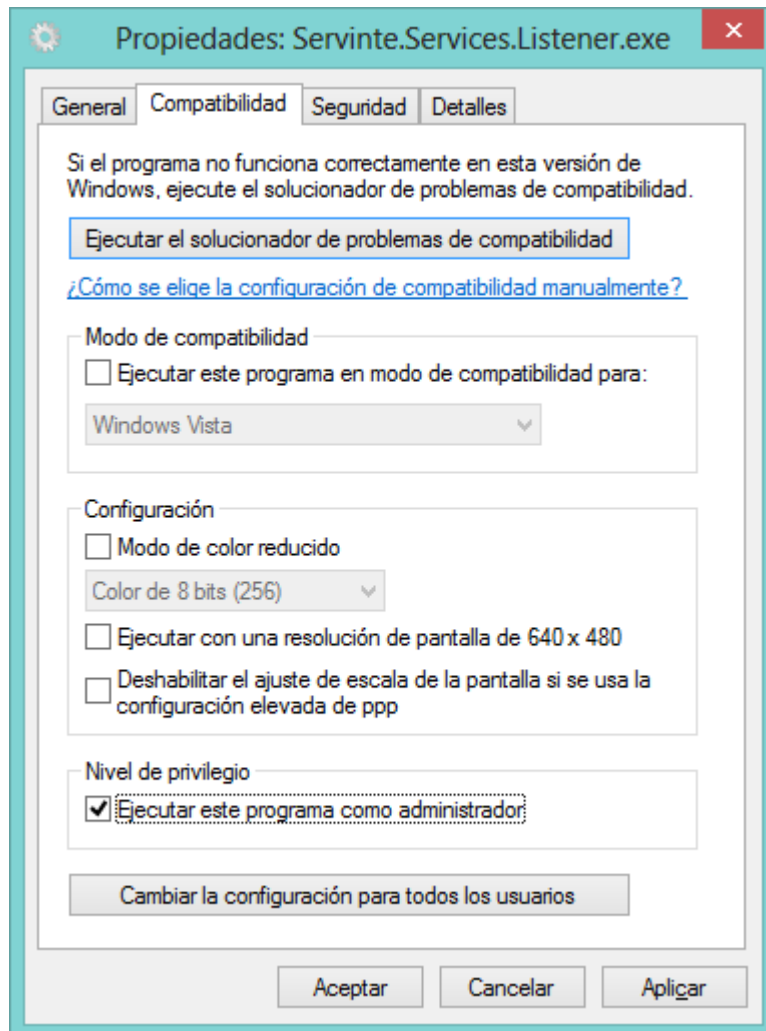 Propiedades: Servinte.Services.Listener.exe
General
Compatibilidad
Seguridad
Detalles
Si el programa no funciona correctamente en esta versión de
Windows, ejecute el solucionador de problemas de compatibilidad.
Ejecutar el solucionador de problemas de compatibilidad
¿Cómo se elige la configuración de compatibilidad manualmente?
Modo de compatibilidad
Ejecutar este programa en modo de compatibilidad para:
Windows Vista
Configuración
Modo de color reducido
Color de 8 bits (256)
Ejecutar con una resolución de pantalla de 640 x 480
Deshabilitar el ajuste de escala de la pantalla si se usa la
configuración elevada de ppp
Nivel de privilegio
Ejecutar este programa como administrador
Cambiar la configuración para todos los usuarios
Aceptar
Cancelar
Aplicar